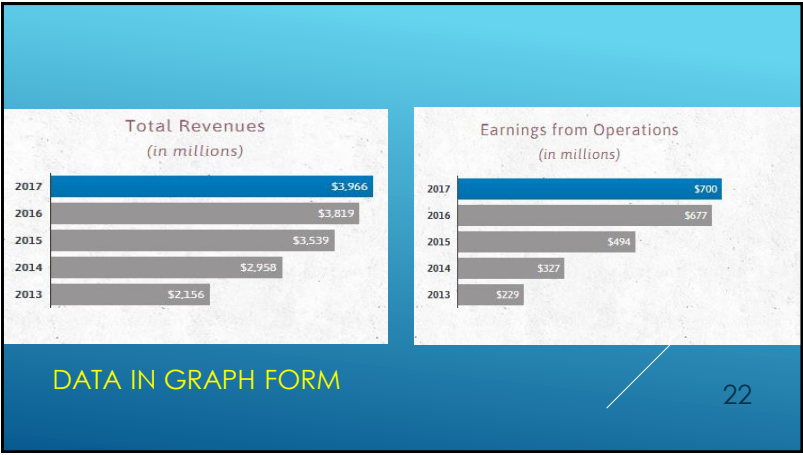 Total Revenues
(in millions)
2017 $3,966
2016 $3,819
2015 $3,539
2014 $2,958
2013 $2,156
Earnings from Operations
(in millions)
2017 $700
2016 $677
2015 $494
2014 $327
2013 $229
DATA IN GRAPH FORM
22